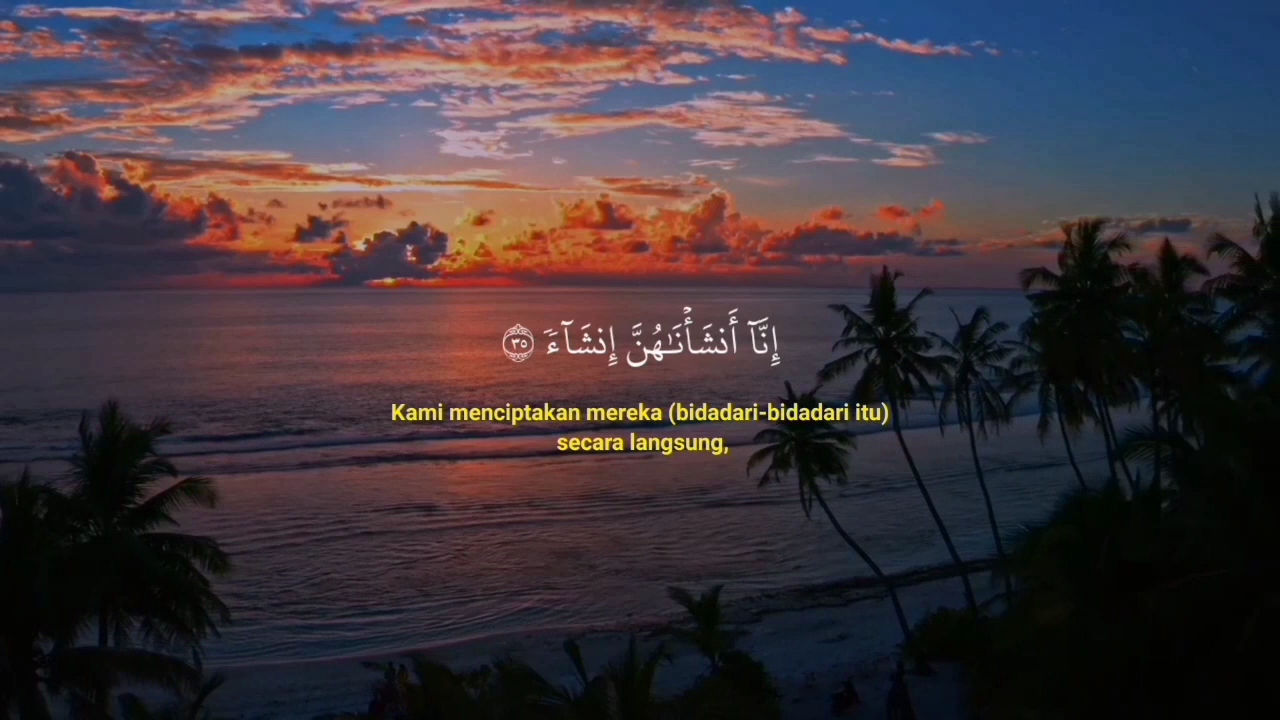 إِنَّآ أَنشَأْنَـٰهُنَّ إِنشَآءًۭ ٣٥
Kami menciptakan mereka (bidadari-bidadari itu)
secara langsung,